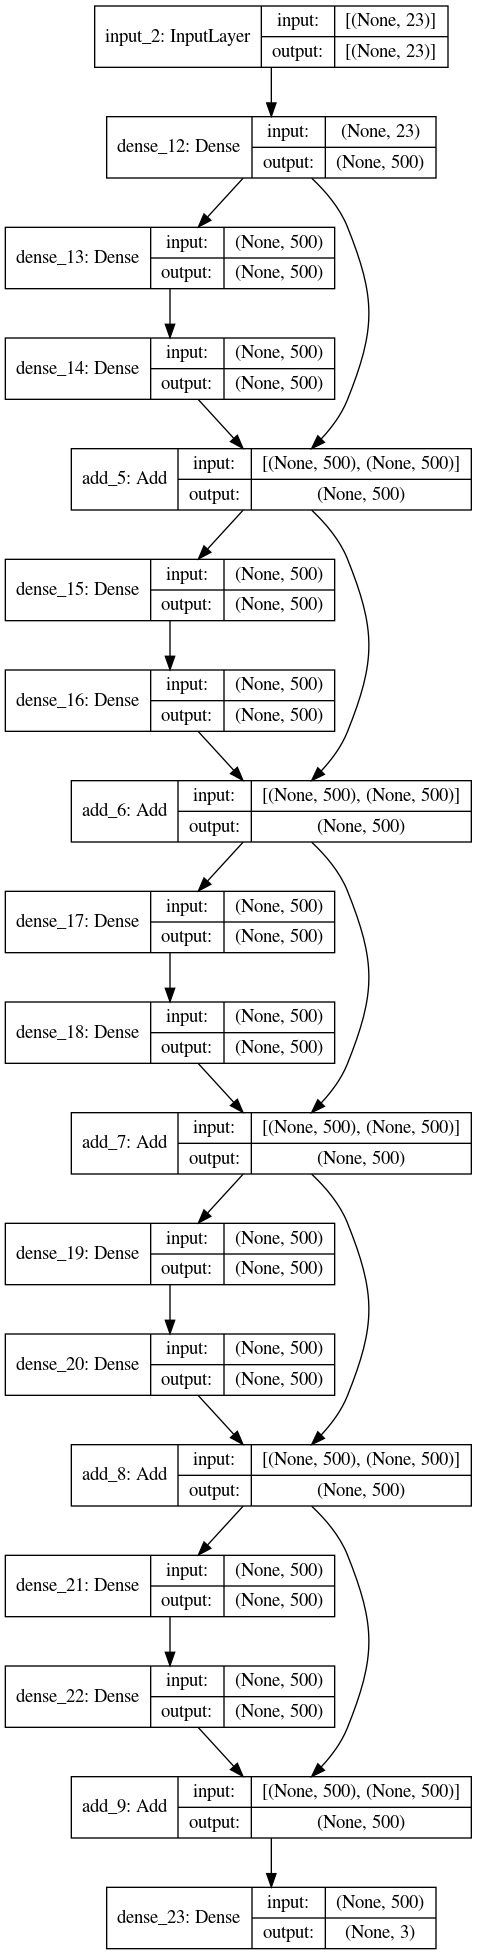 input_2: InputLayer
input:
[(None, 23)]
output:
[(None, 23)]
dense_12: Dense
input:
(None, 23)
output:
(None, 500)
dense_13: Dense
input:
(None, 500)
output:
(None, 500)
dense_14: Dense
input:
(None, 500)
output:
(None, 500)
add_5: Add
input:
[(None, 500), (None, 500)]
output:
(None, 500)
dense_15: Dense
input:
(None, 500)
output:
(None, 500)
dense_16: Dense
input:
(None, 500)
output:
(None, 500)
add_6: Add
input:
[(None, 500), (None, 500)]
output:
(None, 500)
dense_17: Dense
input:
(None, 500)
output:
(None, 500)
dense_18: Dense
input:
(None, 500)
output:
(None, 500)
add_7: Add
input:
[(None, 500), (None, 500)]
output:
(None, 500)
dense_19: Dense
input:
(None, 500)
output:
(None, 500)
dense_20: Dense
input:
(None, 500)
output:
(None, 500)
add_8: Add
input:
[(None, 500), (None, 500)]
output:
(None, 500)
dense_21: Dense
input:
(None, 500)
output:
(None, 500)
dense_22: Dense
input:
(None, 500)
output:
(None, 500)
add_9: Add
input:
[(None, 500), (None, 500)]
output:
(None, 500)
dense_23: Dense
input:
(None, 500)
output:
(None, 3)